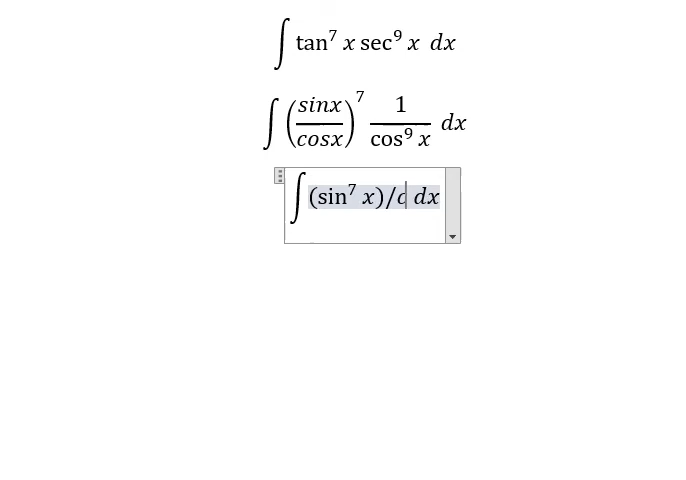 ∫ tan⁷ x sec⁹ x dx
∫ (sinx/cosx)⁷ 1/cos⁹ x dx
∫(sin⁷ x)/c dx